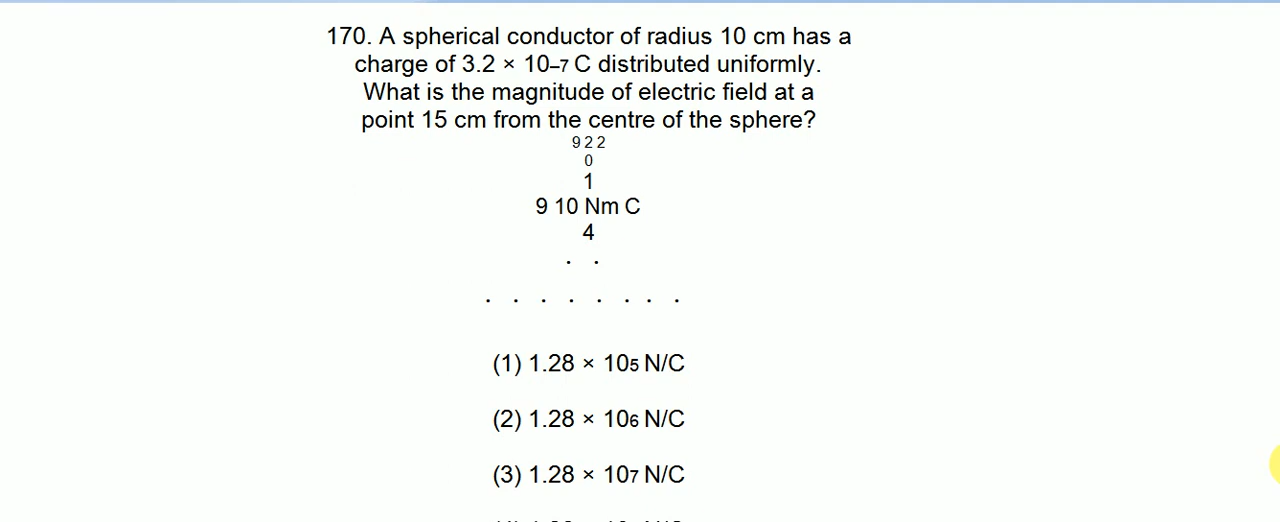 170. A spherical conductor of radius 10 cm has a
charge of 3.2 × 10–7 C distributed uniformly.
What is the magnitude of electric field at a
point 15 cm from the centre of the sphere?
9 2 2
0
1
9 10 Nm C
4
. .
. . . . . . . .
(1) 1.28 × 105 N/C
(2) 1.28 × 106 N/C
(3) 1.28 × 107 N/C